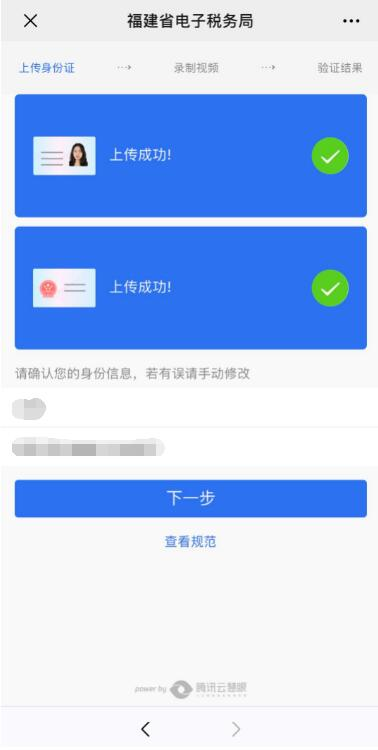 福建省电子税务局
上传身份证
录制视频
验证结果
上传成功!
上传成功!
请确认您的身份信息，若有误请手动修改
下一步
查看规范
power by 腾讯云慧眼